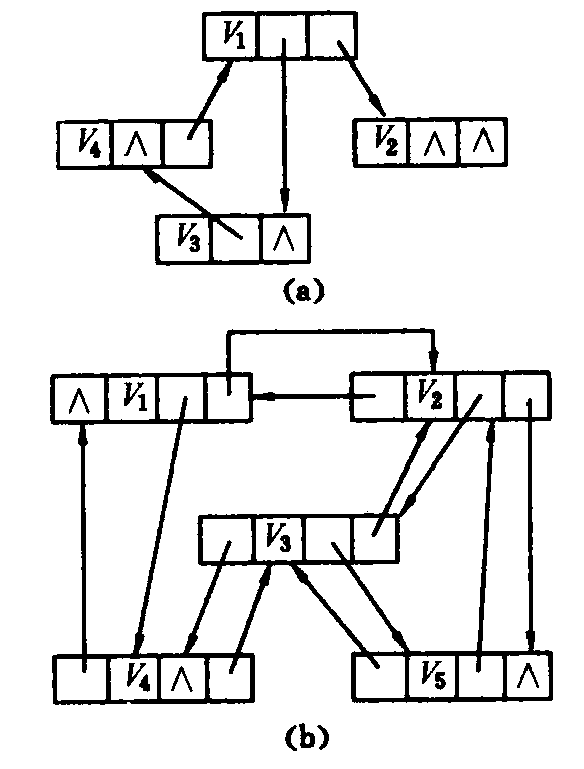 V₁
V₄ ∧
V₂ ∧ ∧
V₃ ∧
(a)
∧ V₁
V₂
V₃
V₄ ∧
V₅ ∧
(b)